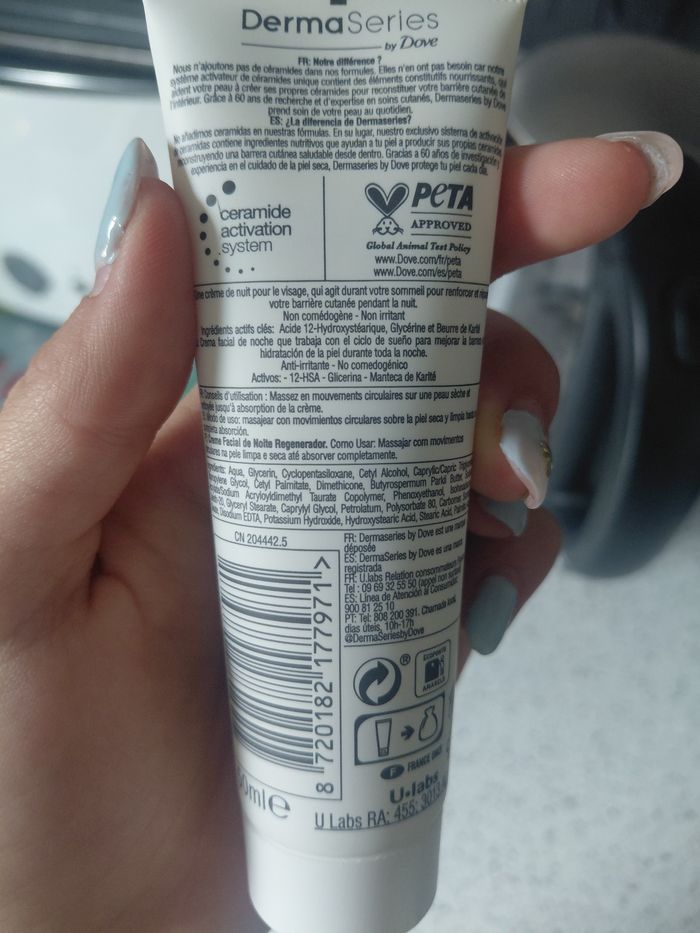 DermaSeries
by Dove
FR: Notre différence ?
Nous n'ajoutons pas de céramides dans nos formules. Elles n'en ont pas besoin car notre
système activateur de céramides unique contient des éléments constitutifs nourrissants, qui
aident votre peau à créer ses propres céramides pour reconstituer votre barrière cutanée de
l'intérieur. Grâce à 60 ans de recherche et d'expertise en soins cutanés, Dermaseries by Dove
prend soin de votre peau au quotidien.
ES: ¿La diferencia de Dermaseries?
No añadimos ceramidas en nuestras fórmulas. En su lugar, nuestro exclusivo sistema de activación
de ceramidas contiene ingredientes nutritivos que ayudan a tu piel a producir sus propias ceramidas
construyendo una barrera cutánea saludable desde dentro. Gracias a 60 años de investigación y
experiencia en el cuidado de la piel seca, Dermaseries by Dove protege tu piel cada día.
ceramide
activation
system
PETA
APPROVED
Global Animal Test Policy
www.Dove.com/fr/peta
www.Dove.com/es/peta
Une crème de nuit pour le visage, qui agit durant votre sommeil pour renforcer et
votre barrière cutanée pendant la nuit.
Non comédogène - Non irritant
Ingrédients actifs clés: Acide 12-Hydroxystéarique, Glycérine et Beurre de Karité
Crema facial de noche que trabaja con el ciclo de sueño para mejorar la
hidratación de la piel durante toda la noche.
Anti-irritante - No comedogénico
Activos: - 12-HSA - Glicerina - Manteca de Karité
Conseils d'utilisation : Massez en mouvements circulaires sur une peau sèche et
jusqu'à absorption de la crème.
de uso: masajear con movimientos circulares sobre la piel seca y limpia
absorción.
Creme Facial de Noite Regenerador. Como Usar: Massajar com movimentos
na pele limpa e seca até absorver completamente.
Ingredients: Aqua, Glycerin, Cyclopentasiloxane, Cetyl Alcohol, Caprylic/Capric
Glycol, Cetyl Palmitate, Dimethicone, Butyrospermum Parkii Butter,
Acryloyldimethyl Taurate Copolymer, Phenoxyethanol,
Glyceryl Stearate, Caprylyl Glycol, Petrolatum, Polysorbate 80, Carbomer,
Disodium EDTA, Potassium Hydroxide, Hydroxystearic Acid, Stearic Acid,
CN 204442.5
FR: Dermaseries by Dove est une
déposée
ES: DermaSeries by Dove es una marca
registrada
FR: U.labs Relation consommateurs
Tel : 09 69 32 55 50 (appel non surtaxé)
ES: Línea de Atención al Consumidor:
900 81 25 10
PT: Tel: 808 200 391. Chamada local,
dias úteis, 10h-17h
@DermaSeriesbyDove
8 720182 177971 >
®
ECOPONTO
AMARELO
F FRANCE ONLY
50ml e
U•labs
U Labs RA: 455;